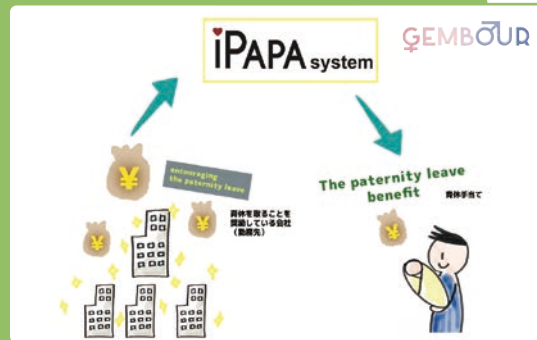 iPAPA system
GEMBOUR
encouraging
the paternity leave
育休を取ることを
奨励している会社
(勤務先)
The paternity leave
benefit
育休手当て
¥
¥
¥
¥